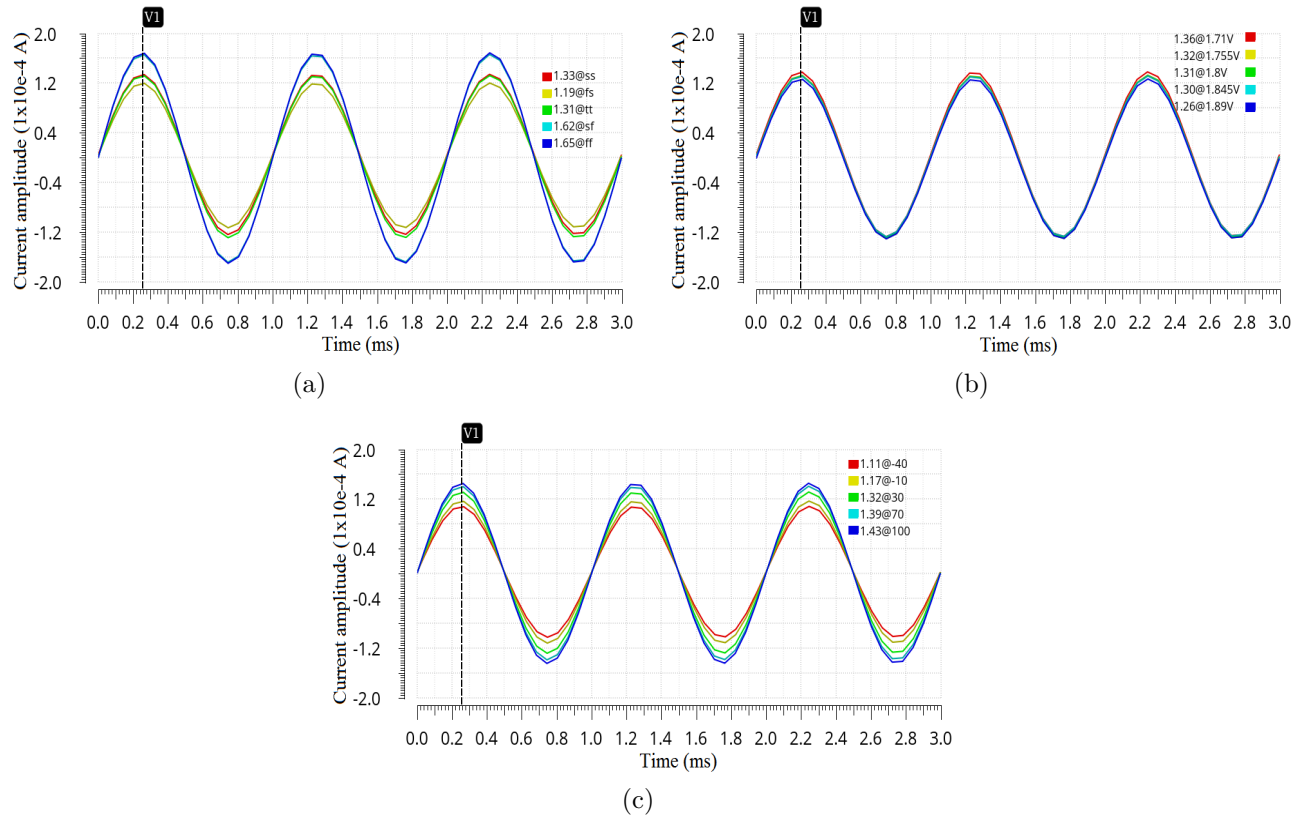 V1
Current amplitude (1x10e-4 A)
2.0
1.2
0.4
-0.4
-1.2
-2.0
1.33@ss
1.19@fs
1.31@tt
1.62@sf
1.65@ff
0.0 0.2 0.4 0.6 0.8 1.0 1.2 1.4 1.6 1.8 2.0 2.2 2.4 2.6 2.8 3.0
Time (ms)
(a)
V1
Current amplitude (1x10e-4 A)
2.0
1.2
0.4
-0.4
-1.2
-2.0
1.36@1.71V
1.32@1.755V
1.31@1.8V
1.30@1.845V
1.26@1.89V
0.0 0.2 0.4 0.6 0.8 1.0 1.2 1.4 1.6 1.8 2.0 2.2 2.4 2.6 2.8 3.0
Time (ms)
(b)
V1
Current amplitude (1x10e-4 A)
2.0
1.2
0.4
-0.4
-1.2
-2.0
1.11@-40
1.17@-10
1.32@30
1.39@70
1.43@100
0.0 0.2 0.4 0.6 0.8 1.0 1.2 1.4 1.6 1.8 2.0 2.2 2.4 2.6 2.8 3.0
Time (ms)
(c)